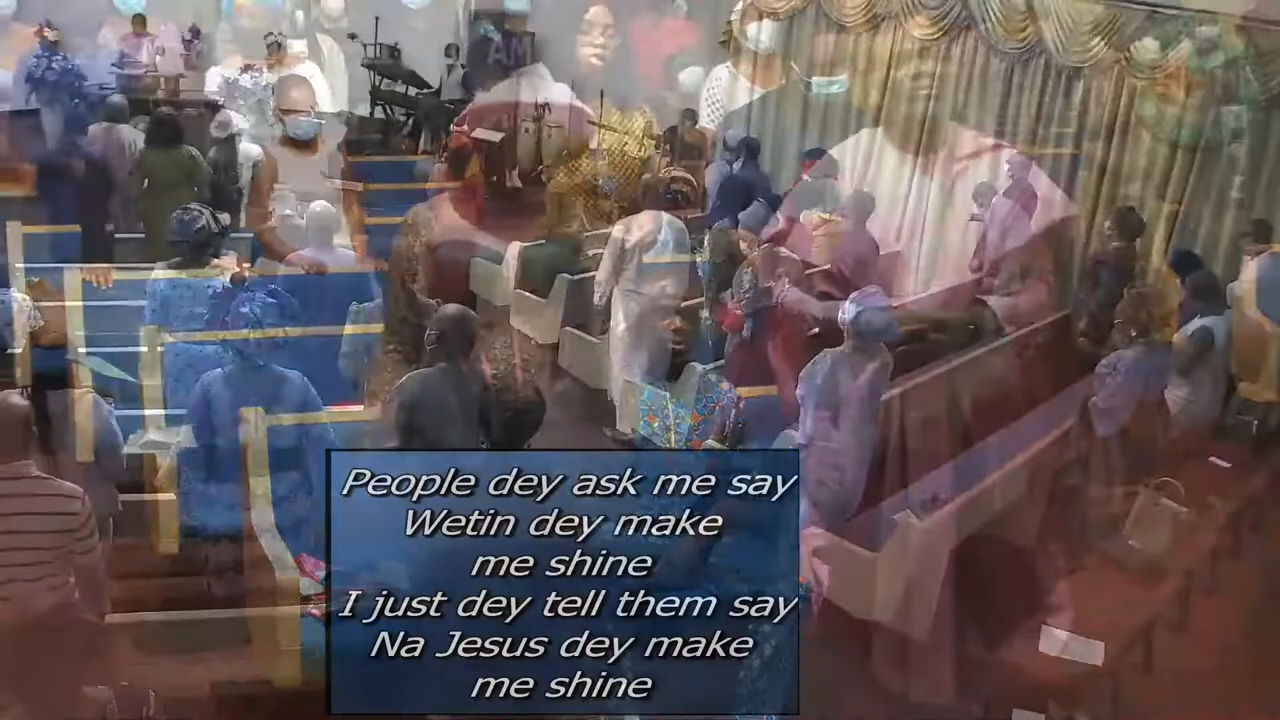 AM
People dey ask me say
Wetin dey make
me shine
I just dey tell them say
Na Jesus dey make
me shine